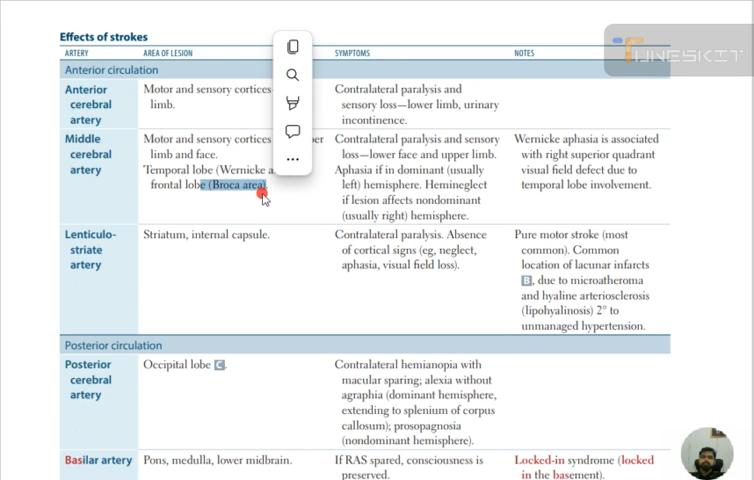 TUNESKIT
Effects of strokes
ARTERY AREA OF LESION SYMPTOMS NOTES
Anterior circulation
Anterior cerebral artery
Motor and sensory cortices
limb.
Contralateral paralysis and
sensory loss—lower limb, urinary
incontinence.
Middle cerebral artery
Motor and sensory cortices
limb and face.
Temporal lobe (Wernicke
frontal lobe (Broca area).
Contralateral paralysis and sensory
loss—lower face and upper limb.
Aphasia if in dominant (usually
left) hemisphere. Hemineglect
if lesion affects nondominant
(usually right) hemisphere.
Wernicke aphasia is associated
with right superior quadrant
visual field defect due to
temporal lobe involvement.
Lenticulo-
striate
artery
Striatum, internal capsule.
Contralateral paralysis. Absence
of cortical signs (eg, neglect,
aphasia, visual field loss).
Pure motor stroke (most
common). Common
location of lacunar infarcts
B, due to microatheroma
and hyaline arteriosclerosis
(lipohyalinosis) 2° to
unmanaged hypertension.
Posterior circulation
Posterior
cerebral
artery
Occipital lobe C.
Contralateral hemianopia with
macular sparing; alexia without
agraphia (dominant hemisphere,
extending to splenium of corpus
callosum); prosopagnosia
(nondominant hemisphere).
Basilar artery
Pons, medulla, lower midbrain.
If RAS spared, consciousness is
preserved.
Locked-in syndrome (locked
in the basement).